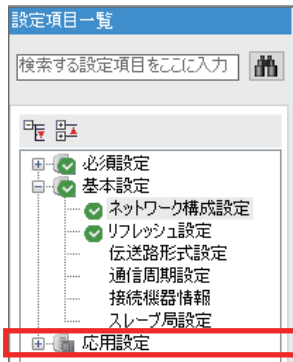 設定項目一覧
検索する設定項目をここに入力
必須設定
基本設定
ネットワーク構成設定
リフレッシュ設定
伝送路形式設定
通信周期設定
接続機器情報
スレーブ局設定
応用設定